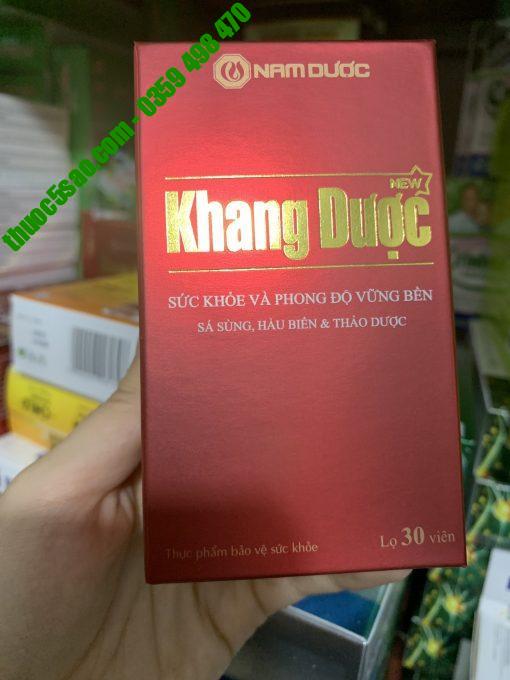 thuoc5sao.com - 0359 498 470
NAM DƯỢC
NEW
Khang Dược
SỨC KHỎE VÀ PHONG ĐỘ VỮNG BỀN
SÁ SÙNG, HÀU BIỂN & THẢO DƯỢC
Thực phẩm bảo vệ sức khỏe
Lọ 30 viên